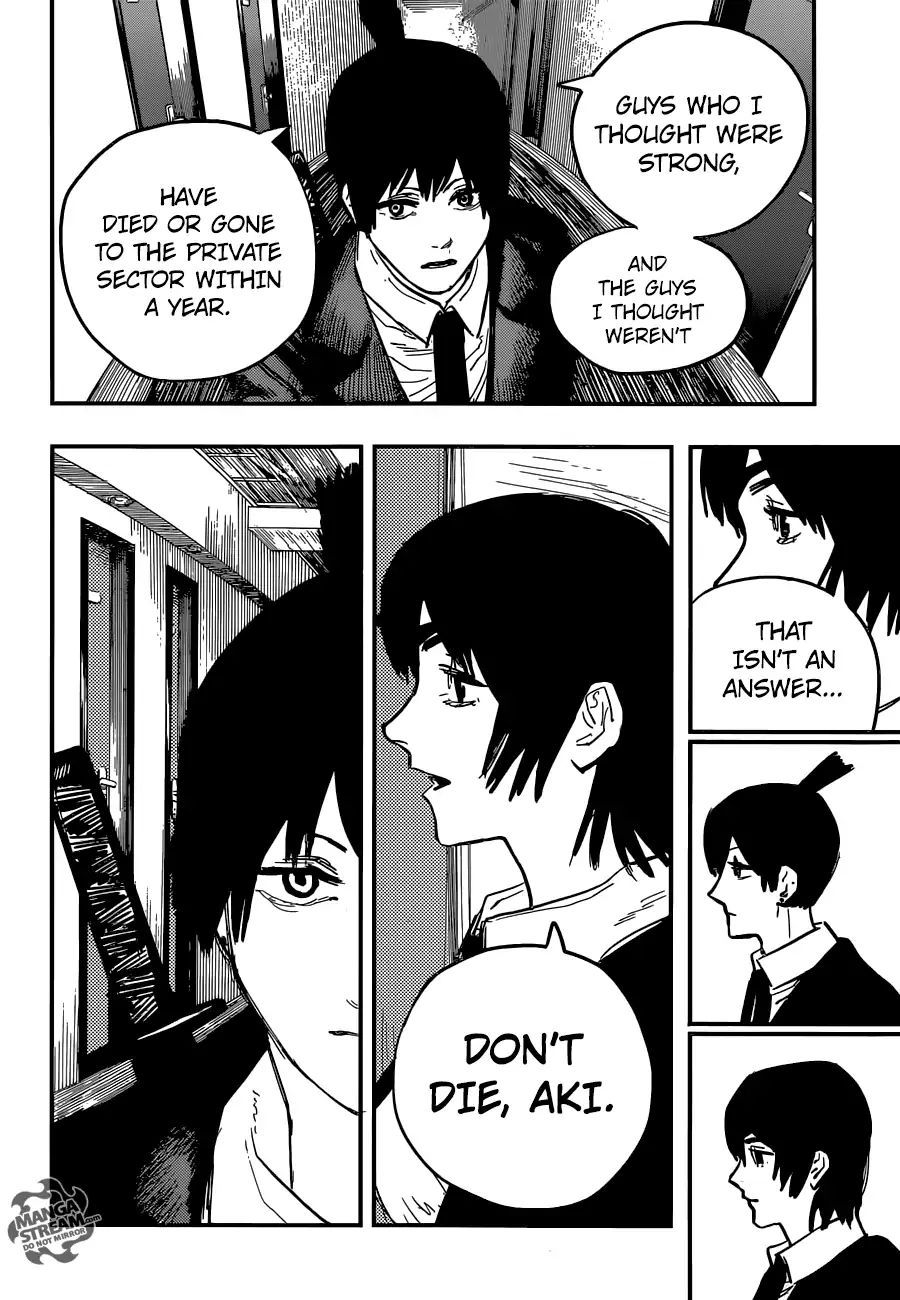 GUYS WHO I
THOUGHT WERE
STRONG,
AND
THE GUYS
I THOUGHT
WEREN'T
HAVE
DIED OR GONE
TO THE PRIVATE
SECTOR WITHIN
A YEAR.
THAT
ISN'T AN
ANSWER...
DON'T
DIE, AKI.
MANGA
STREAM.com
DO NOT MIRROR